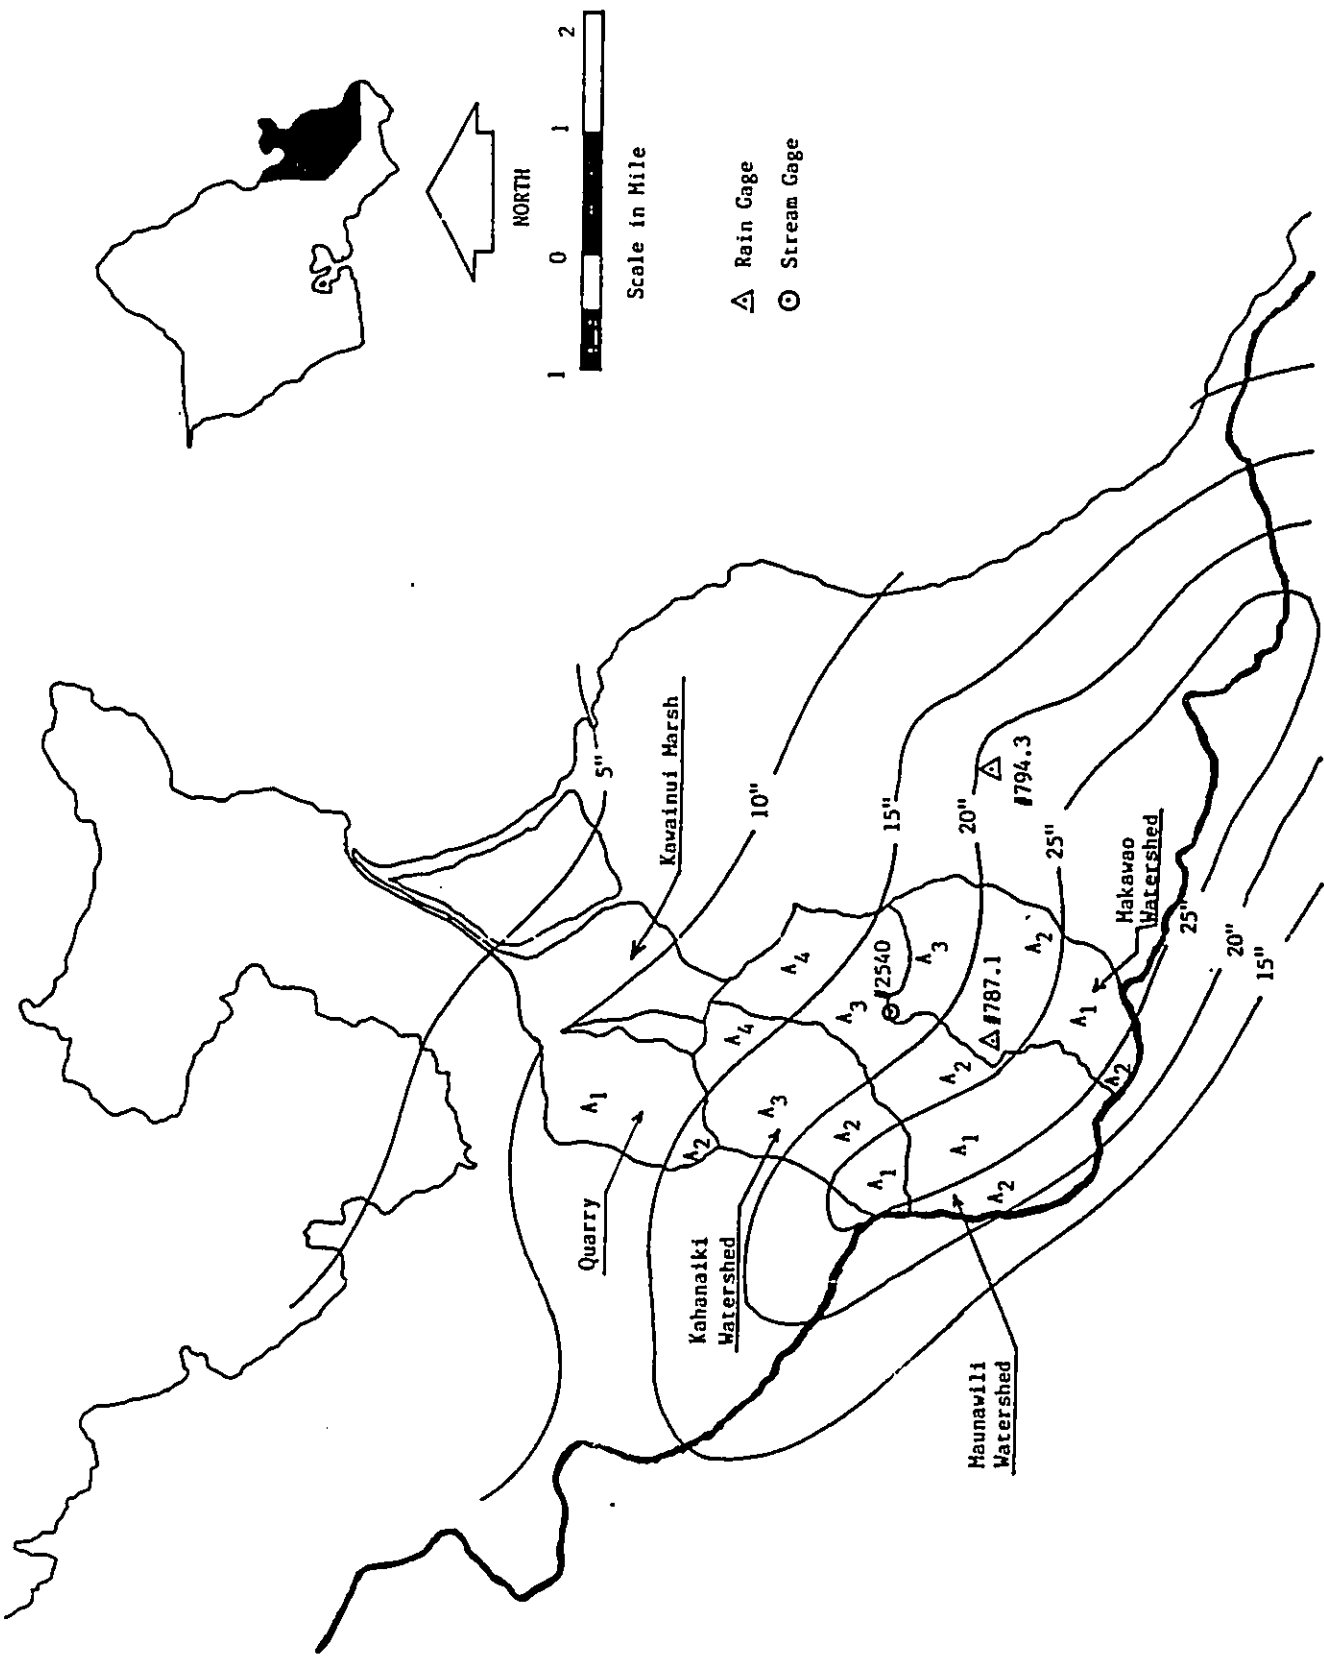 1 0 1 2
Scale in Mile
NORTH
Rain Gage
Stream Gage
5"
10"
15"
20"
25"
Kawainui Marsh
#794.3
Makawao
Watershed
25"
20"
15"
A4
A3
A2
A1
#2540
#787.1
A3
A2
A1
A2
A2
A4
A3
A2
A1
A1
A2
Quarry
Kahanaiki
Watershed
Maunawili
Watershed